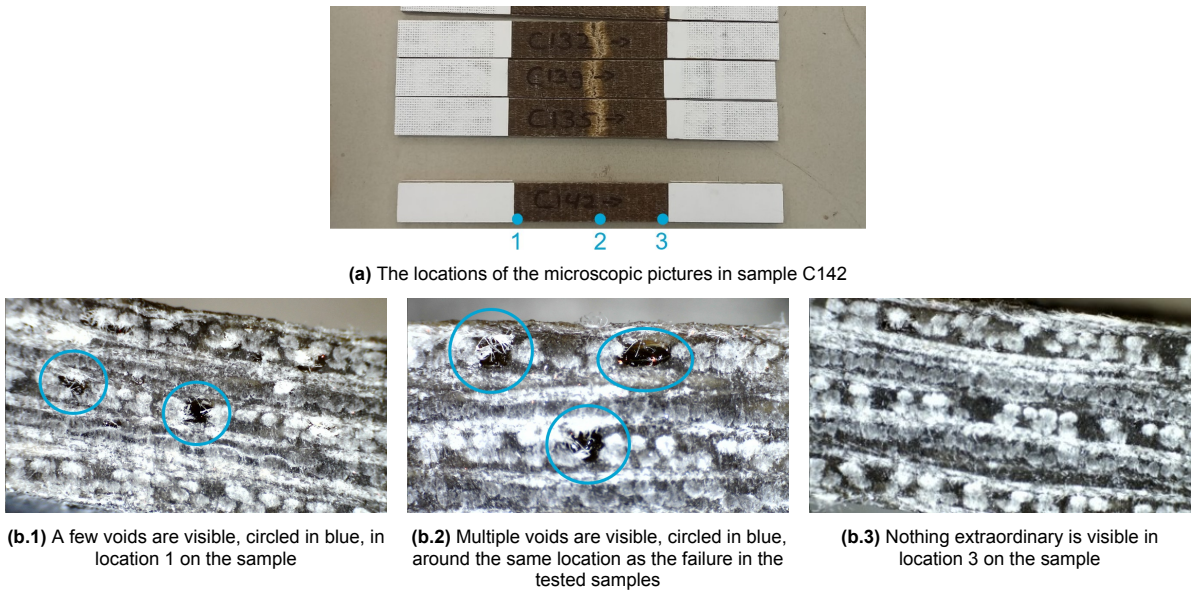 C132 →
C139 →
C135 →
C142 →
1 2 3
(a) The locations of the microscopic pictures in sample C142
(b.1) A few voids are visible, circled in blue, in
location 1 on the sample
(b.2) Multiple voids are visible, circled in blue,
around the same location as the failure in the
tested samples
(b.3) Nothing extraordinary is visible in
location 3 on the sample